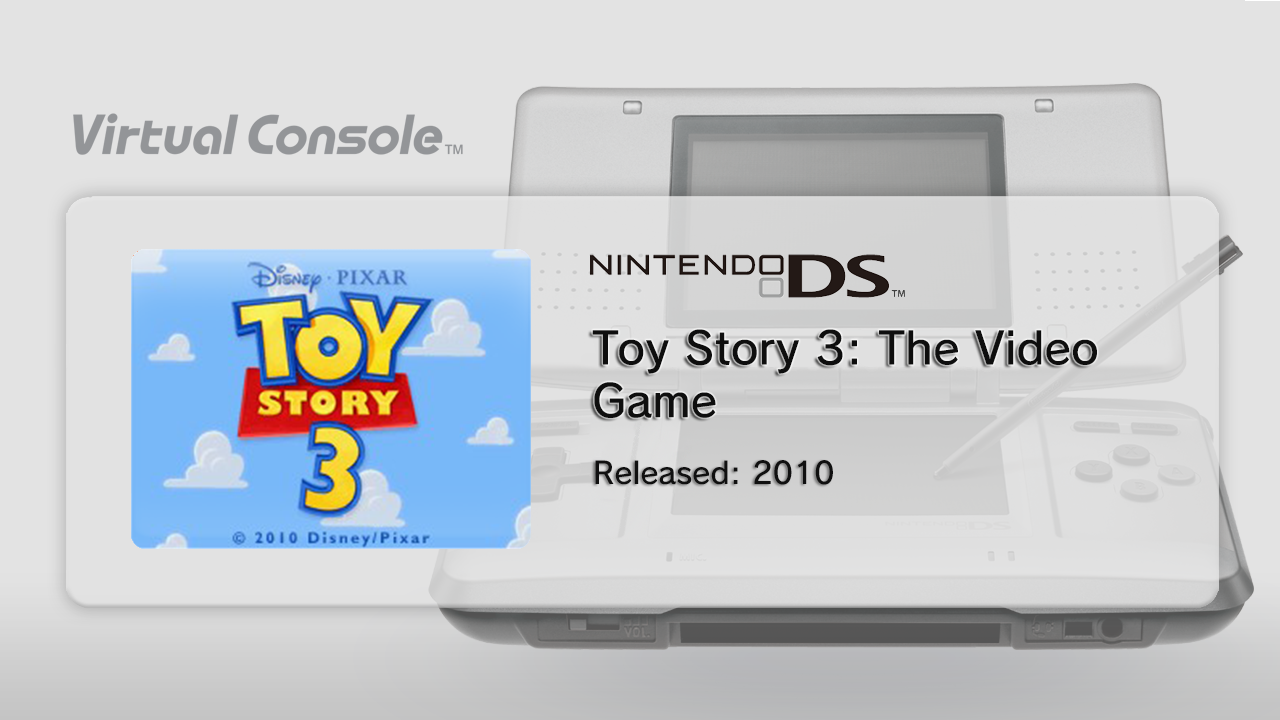 Virtual Console™
Disney · PIXAR
TOY
STORY
3
© 2010 Disney/Pixar
NINTENDO DS™
Toy Story 3: The Video
Game
Released: 2010
VOL.